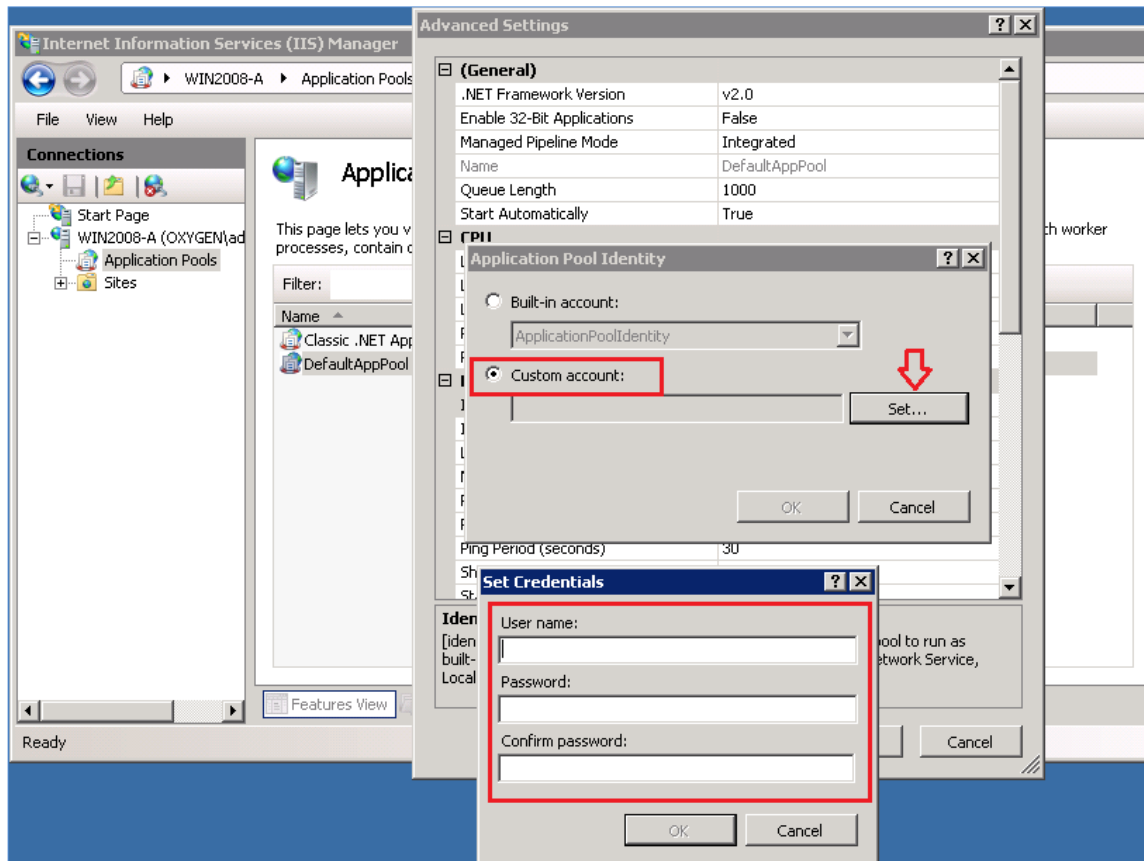 Internet Information Services (IIS) Manager
WIN2008-A Application Pools
File View Help
Connections
Start Page
WIN2008-A (OXYGEN\ad
Application Pools
Sites
Applica
This page lets you v
processes, contain
th worker
Filter:
Name
Classic .NET App
DefaultAppPool
Features View
Ready
Advanced Settings
(General)
.NET Framework Version v2.0
Enable 32-Bit Applications False
Managed Pipeline Mode Integrated
Name DefaultAppPool
Queue Length 1000
Start Automatically True
CPU
Application Pool Identity
Built-in account:
ApplicationPoolIdentity
Custom account:
Set...
OK Cancel
Ping Period (seconds) 30
Sh
St
Iden
[iden
built-
Local
ool to run as
etwork Service,
Cancel
Set Credentials
User name:
Password:
Confirm password:
OK Cancel